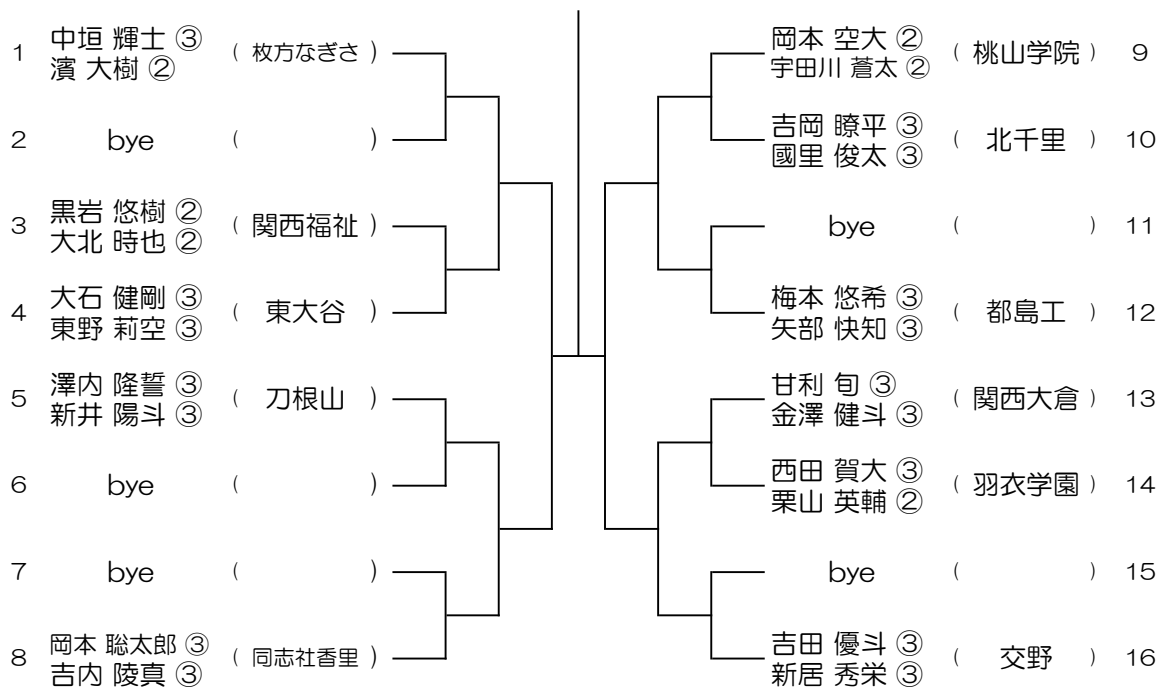 1 中垣 輝士 ③ ( 枚方なぎさ )
濱 大樹 ②
2 bye ( )
3 黒岩 悠樹 ② ( 関西福祉 )
大北 時也 ②
4 大石 健剛 ③ ( 東大谷 )
東野 莉空 ③
5 澤内 隆誓 ③ ( 刀根山 )
新井 陽斗 ③
6 bye ( )
7 bye ( )
8 岡本 聡太郎 ③ ( 同志社香里 )
吉内 陵真 ③
岡本 空大 ② ( 桃山学院 ) 9
宇田川 蒼太 ②
吉岡 瞭平 ③ ( 北千里 ) 10
國里 俊太 ③
bye ( ) 11
梅本 悠希 ③ ( 都島工 ) 12
矢部 快知 ③
甘利 旬 ③ ( 関西大倉 ) 13
金澤 健斗 ③
西田 賀大 ③ ( 羽衣学園 ) 14
栗山 英輔 ②
bye ( ) 15
吉田 優斗 ③ ( 交野 ) 16
新居 秀栄 ③